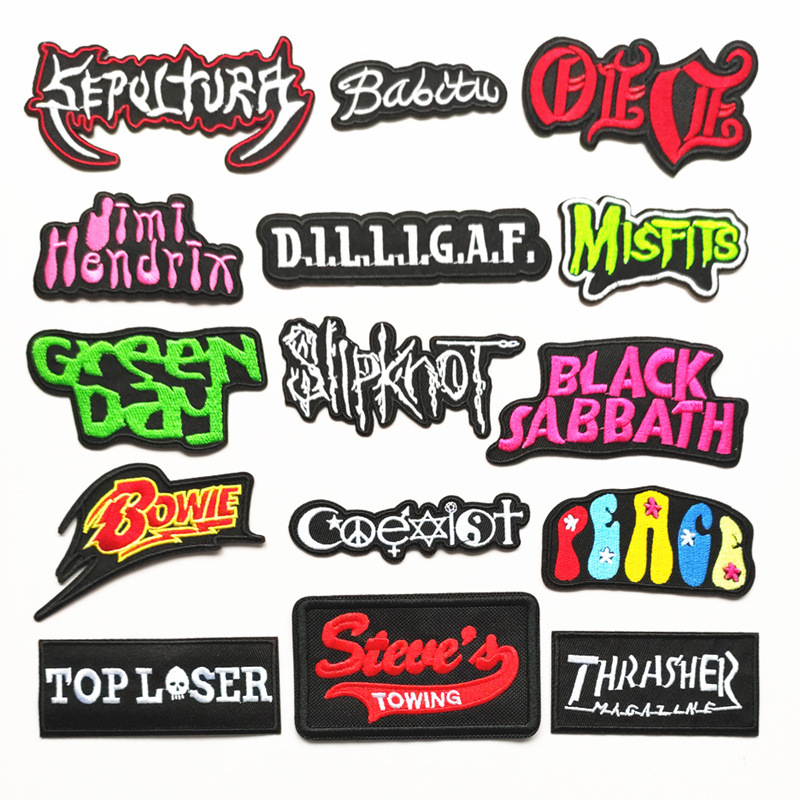 SEPULTURA
Babitu
Jimi
Hendrix
D.I.L.L.I.G.A.F.
MISFITS
Green
Day
SlipKnoT
BLACK
SABBATH
BOWIE
Coexist
PEACE
TOP LOSER
Steve's
TOWING
THRASHER
MAGAZINE